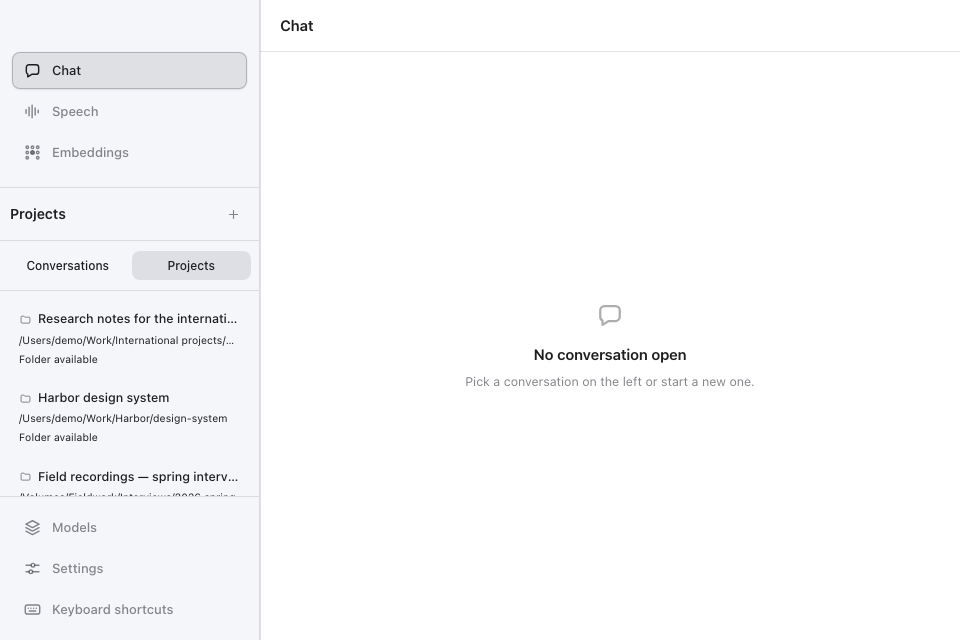 Chat
Speech
Embeddings
Projects
Conversations
Projects
Research notes for the internati...
/Users/demo/Work/International projects/...
Folder available
Harbor design system
/Users/demo/Work/Harbor/design-system
Folder available
Field recordings — spring interv...
Models
Settings
Keyboard shortcuts
Chat
No conversation open
Pick a conversation on the left or start a new one.